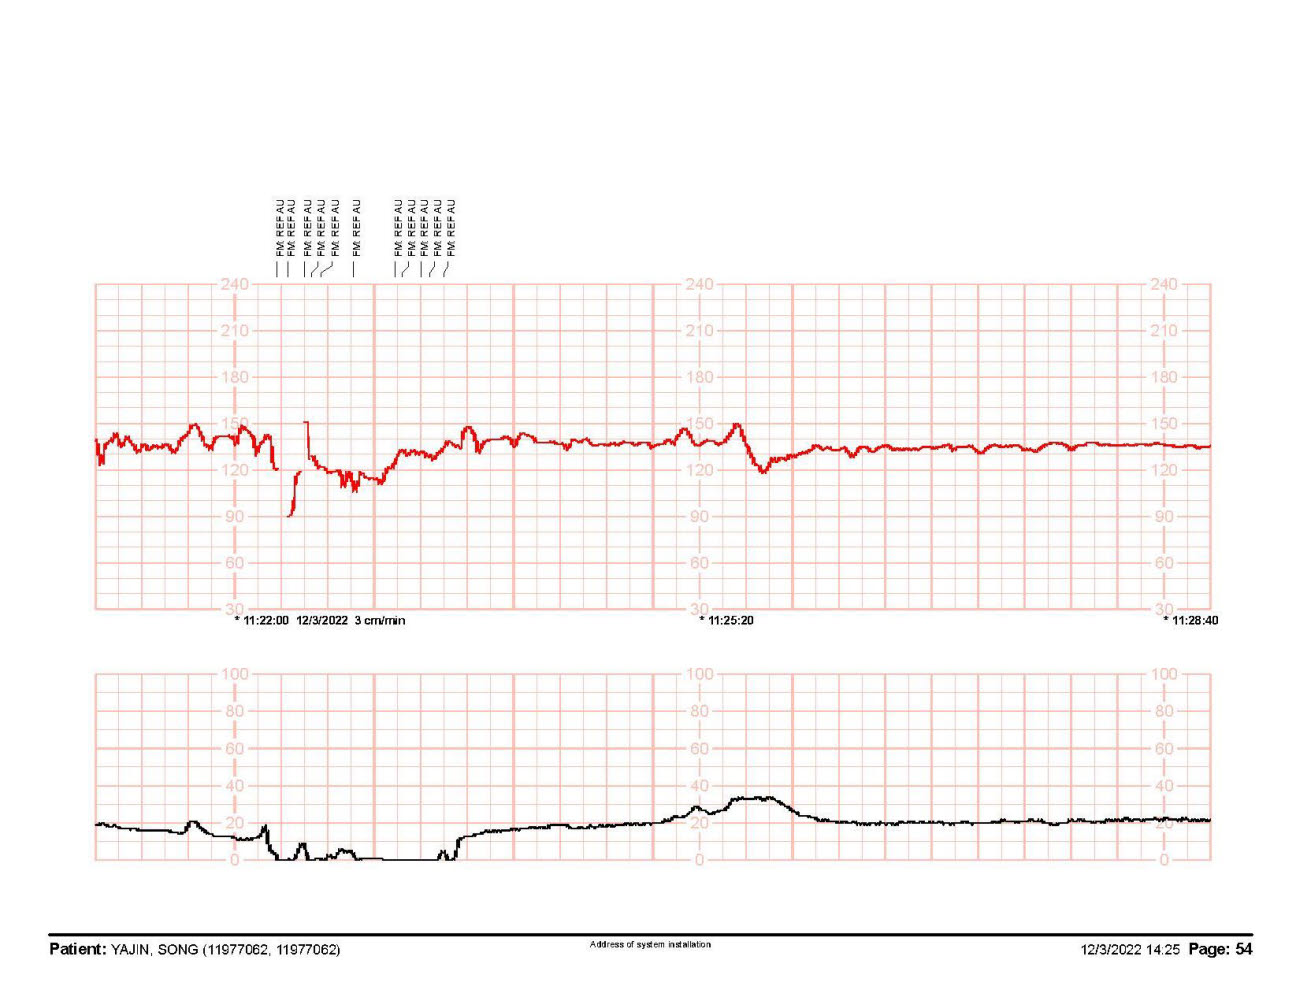 FM: REF AU
FM: REF AU
FM: REF AU
FM: REF AU
FM: REF AU
FM: REF AU
FM: REF AU
FM: REF AU
FM: REF AU
FM: REF AU
FM: REF AU
240 240 240
210 210 210
180 180 180
150 150 150
120 120 120
90 90 90
60 60 60
30 30 30
* 11:22:00 12/3/2022 3 cm/min * 11:25:20 * 11:28:40
100 100 100
80 80 80
60 60 60
40 40 40
20 20 20
0 0 0
Patient: YAJIN, SONG (11977062, 11977062) Address of system installation 12/3/2022 14:25 Page: 54